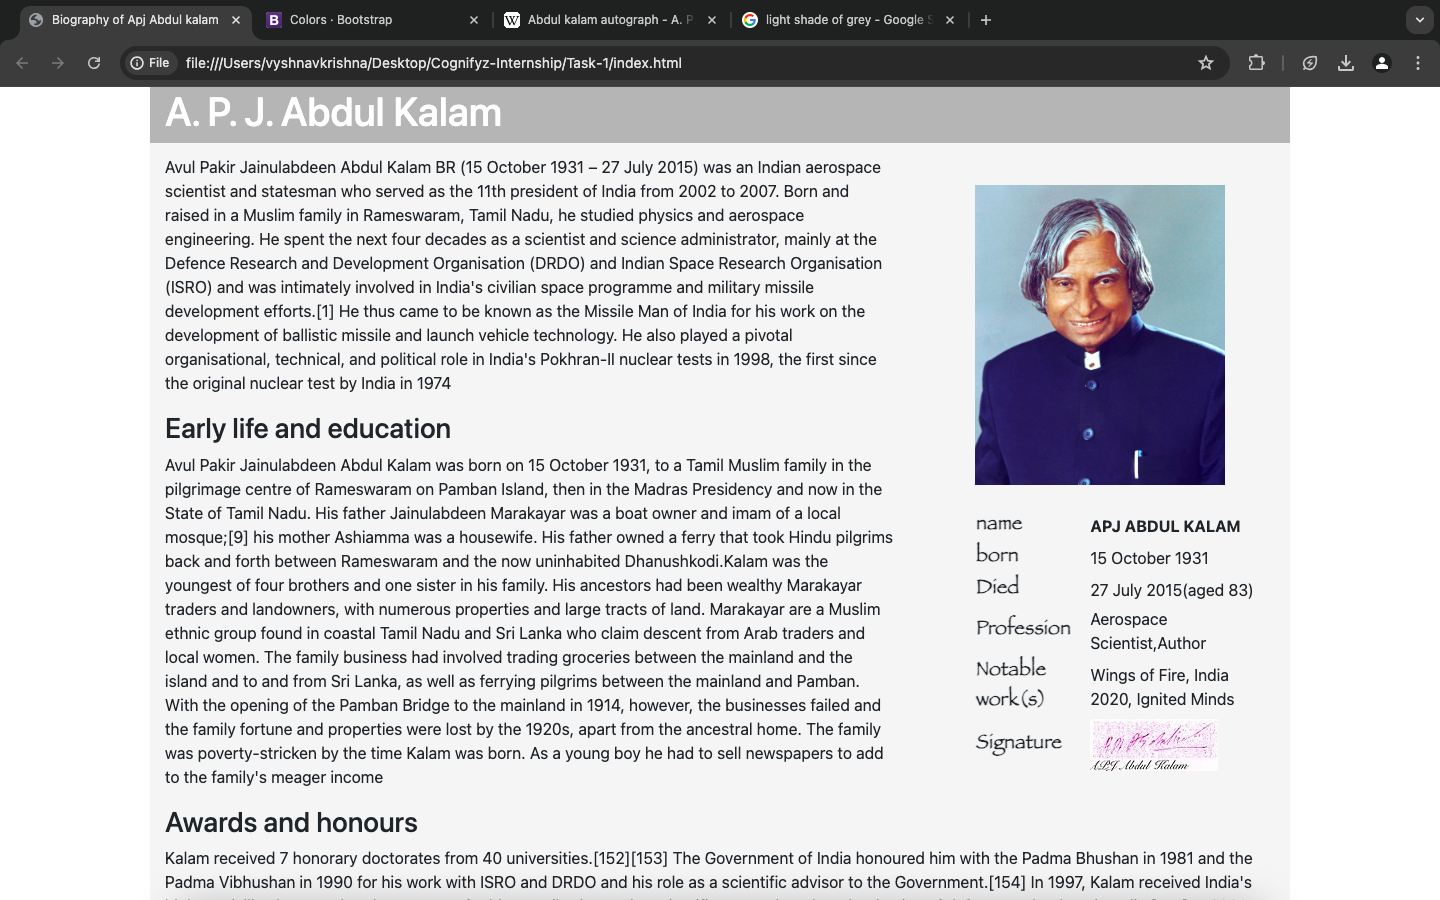 Biography of Apj Abdul kalam
Colors · Bootstrap
Abdul kalam autograph - A. P
light shade of grey - Google S
File
file:///Users/vyshnavkrishna/Desktop/Cognifyz-Internship/Task-1/index.html
A. P. J. Abdul Kalam
Avul Pakir Jainulabdeen Abdul Kalam BR (15 October 1931 – 27 July 2015) was an Indian aerospace
scientist and statesman who served as the 11th president of India from 2002 to 2007. Born and
raised in a Muslim family in Rameswaram, Tamil Nadu, he studied physics and aerospace
engineering. He spent the next four decades as a scientist and science administrator, mainly at the
Defence Research and Development Organisation (DRDO) and Indian Space Research Organisation
(ISRO) and was intimately involved in India's civilian space programme and military missile
development efforts.[1] He thus came to be known as the Missile Man of India for his work on the
development of ballistic missile and launch vehicle technology. He also played a pivotal
organisational, technical, and political role in India's Pokhran-II nuclear tests in 1998, the first since
the original nuclear test by India in 1974
Early life and education
Avul Pakir Jainulabdeen Abdul Kalam was born on 15 October 1931, to a Tamil Muslim family in the
pilgrimage centre of Rameswaram on Pamban Island, then in the Madras Presidency and now in the
State of Tamil Nadu. His father Jainulabdeen Marakayar was a boat owner and imam of a local
mosque;[9] his mother Ashiamma was a housewife. His father owned a ferry that took Hindu pilgrims
back and forth between Rameswaram and the now uninhabited Dhanushkodi.Kalam was the
youngest of four brothers and one sister in his family. His ancestors had been wealthy Marakayar
traders and landowners, with numerous properties and large tracts of land. Marakayar are a Muslim
ethnic group found in coastal Tamil Nadu and Sri Lanka who claim descent from Arab traders and
local women. The family business had involved trading groceries between the mainland and the
island and to and from Sri Lanka, as well as ferrying pilgrims between the mainland and Pamban.
With the opening of the Pamban Bridge to the mainland in 1914, however, the businesses failed and
the family fortune and properties were lost by the 1920s, apart from the ancestral home. The family
was poverty-stricken by the time Kalam was born. As a young boy he had to sell newspapers to add
to the family's meager income
name APJ ABDUL KALAM
born 15 October 1931
Died 27 July 2015(aged 83)
Profession Aerospace
Scientist,Author
Notable Wings of Fire, India
work(s) 2020, Ignited Minds
Signature
APJ Abdul Kalam
Awards and honours
Kalam received 7 honorary doctorates from 40 universities.[152][153] The Government of India honoured him with the Padma Bhushan in 1981 and the
Padma Vibhushan in 1990 for his work with ISRO and DRDO and his role as a scientific advisor to the Government.[154] In 1997, Kalam received India's